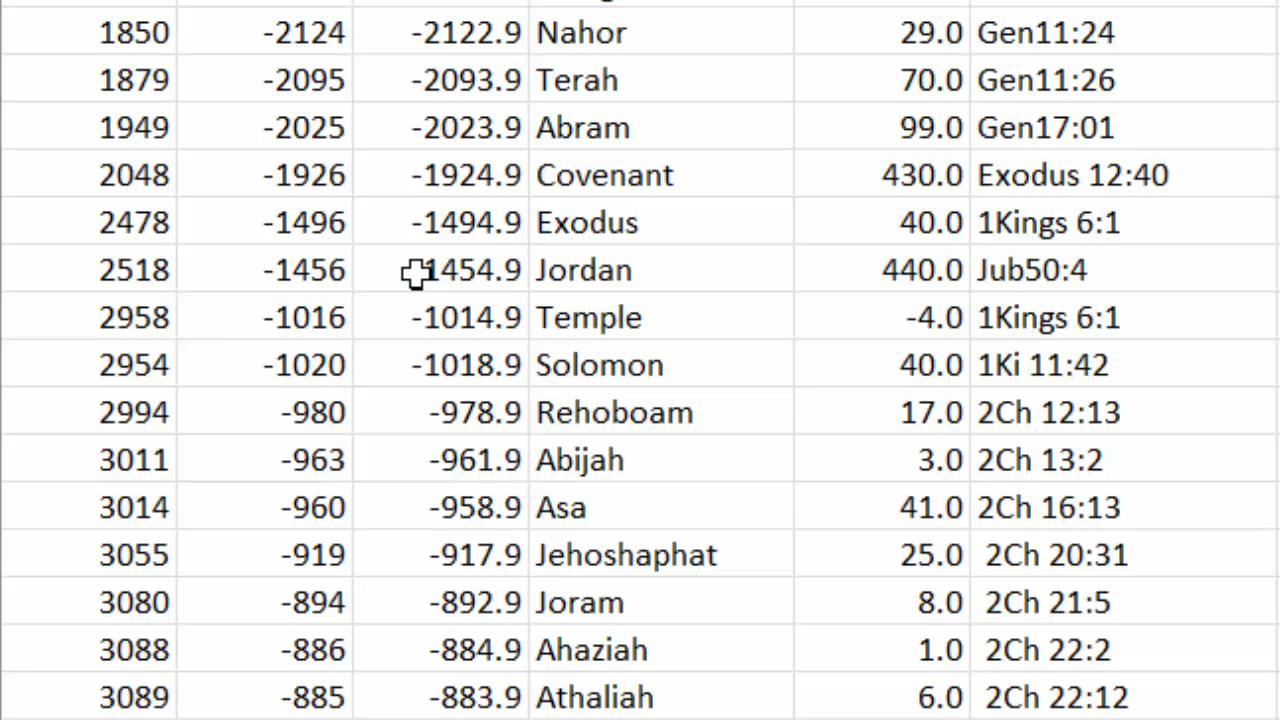 1850 -2124 -2122.9 Nahor 29.0 Gen11:24
1879 -2095 -2093.9 Terah 70.0 Gen11:26
1949 -2025 -2023.9 Abram 99.0 Gen17:01
2048 -1926 -1924.9 Covenant 430.0 Exodus 12:40
2478 -1496 -1494.9 Exodus 40.0 1Kings 6:1
2518 -1456 1454.9 Jordan 440.0 Jub50:4
2958 -1016 -1014.9 Temple -4.0 1Kings 6:1
2954 -1020 -1018.9 Solomon 40.0 1Ki 11:42
2994 -980 -978.9 Rehoboam 17.0 2Ch 12:13
3011 -963 -961.9 Abijah 3.0 2Ch 13:2
3014 -960 -958.9 Asa 41.0 2Ch 16:13
3055 -919 -917.9 Jehoshaphat 25.0 2Ch 20:31
3080 -894 -892.9 Joram 8.0 2Ch 21:5
3088 -886 -884.9 Ahaziah 1.0 2Ch 22:2
3089 -885 -883.9 Athaliah 6.0 2Ch 22:12